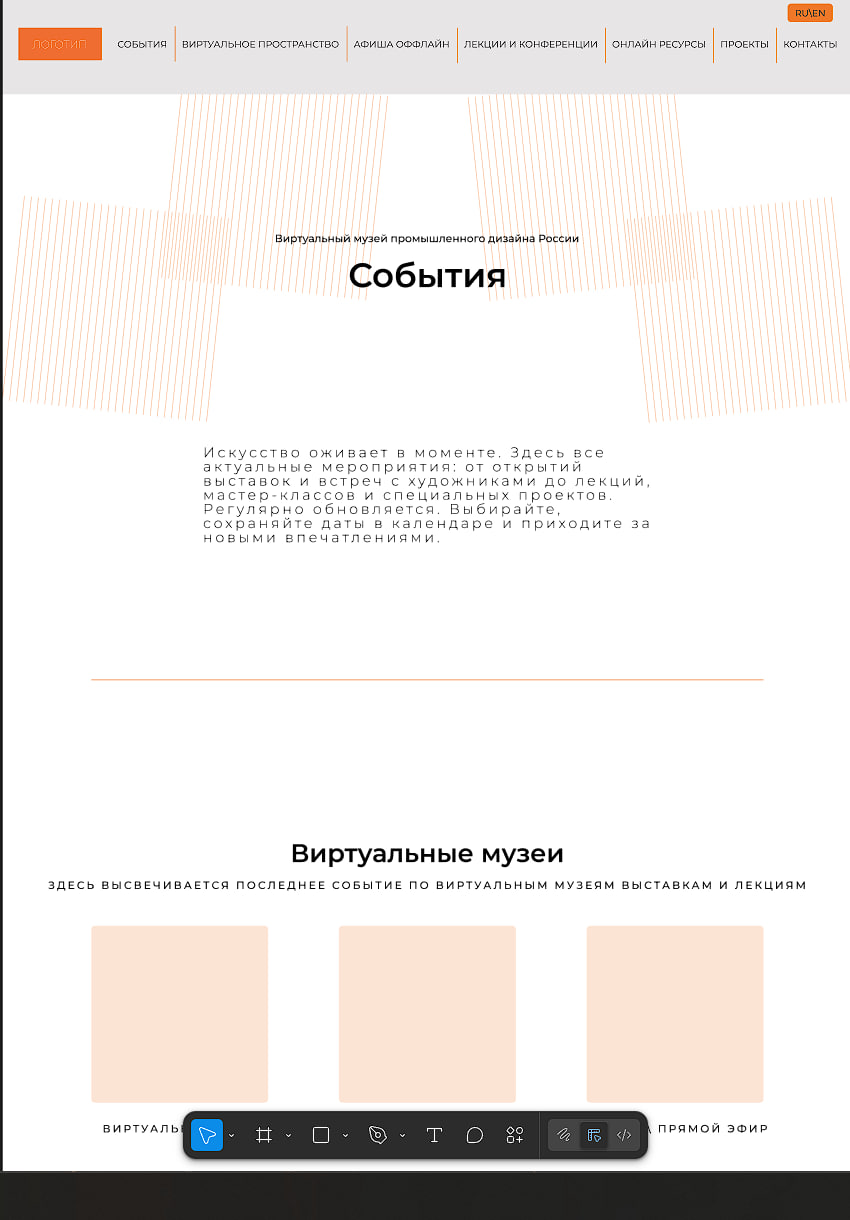 RU\EN
ЛОГОТИП
СОБЫТИЯ
ВИРТУАЛЬНОЕ ПРОСТРАНСТВО
АФИША ОФФЛАЙН
ЛЕКЦИИ И КОНФЕРЕНЦИИ
ОНЛАЙН РЕСУРСЫ
ПРОЕКТЫ
КОНТАКТЫ
Виртуальный музей промышленного дизайна России
События
Искусство оживает в моменте. Здесь все
актуальные мероприятия: от открытий
выставок и встреч с художниками до лекций,
мастер-классов и специальных проектов.
Регулярно обновляется. Выбирайте,
сохраняйте даты в календаре и приходите за
новыми впечатлениями.
Виртуальные музеи
ЗДЕСЬ ВЫСВЕЧИВАЕТСЯ ПОСЛЕДНЕЕ СОБЫТИЕ ПО ВИРТУАЛЬНЫМ МУЗЕЯМ ВЫСТАВКАМ И ЛЕКЦИЯМ
ПРЯМОЙ ЭФИР